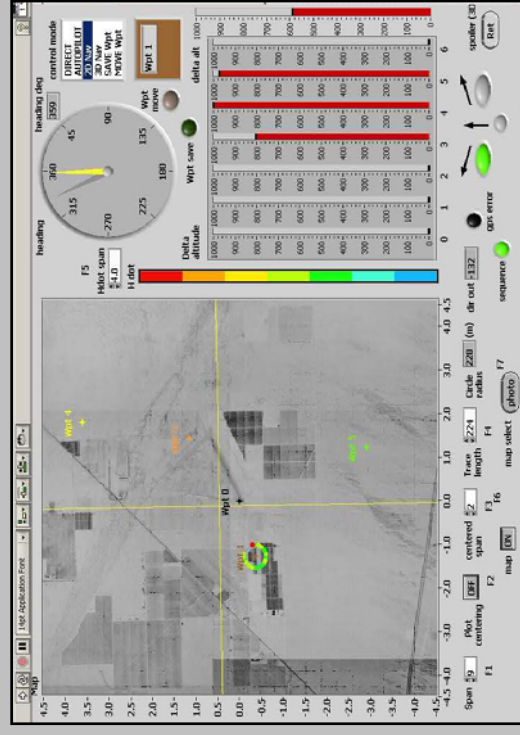 14pt Application Font
Map
4.5
4.0
3.5
3.0
2.5
2.0
1.5
1.0
0.5
0.0
-0.5
-1.0
-1.5
-2.0
-2.5
-3.0
-3.5
-4.0
-4.5
-4.5 -4.0 -3.0 -2.0 -1.0 0.0 1.0 2.0 3.0 4.0 4.5
Wpt 4
Wpt 0
Wpt 1
Span 9
Plot centering OFF
centered span 2
Trace length 224
Circle radius 228 (m)
dir out -132
gps error
F1 F2 F3 F4
map ON
F6
map select
F7
photo
sequence
F5
Hdot span
4.0
H dot
heading
heading deg
359
360
45
90
135
180
225
270
315
control mode
DIRECT
AUTOPILOT
2D Nav
3D Nav
SAVE Wpt
MOVE Wpt
Wpt 1
Wpt move
Wpt save
Delta altitude
delta alt
1000
900
800
700
600
500
400
300
200
100
0
0 1 2 3 4 5 6
spoiler (30)
Ret